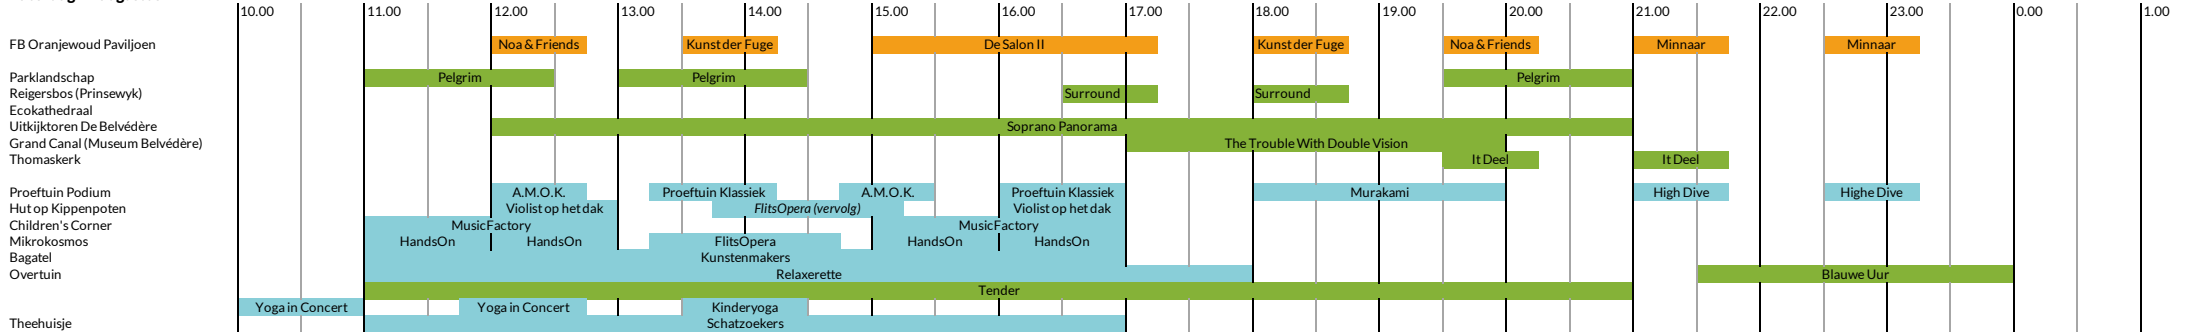 10.00 11.00 12.00 13.00 14.00 15.00 16.00 17.00 18.00 19.00 20.00 21.00 22.00 23.00 0.00 1.00
FB Oranjewoud Paviljoen Noa & Friends Kunst der Fuge De Salon II Kunst der Fuge Noa & Friends Minnaar Minnaar
Parklandschap Pelgrim Pelgrim Pelgrim
Reigersbos (Prinsewyk) Surround Surround
Ecokathedraal
Uitkijktoren De Belvédère Soprano Panorama
Grand Canal (Museum Belvédère) The Trouble With Double Vision
Thomaskerk It Deel It Deel
Proeftuin Podium A.M.O.K. Proeftuin Klassiek A.M.O.K. Proeftuin Klassiek Murakami High Dive Highe Dive
Hut op Kippenpoten Violist op het dak FlitsOpera (vervolg) Violist op het dak
Children's Corner MusicFactory MusicFactory
Mikrokosmos HandsOn HandsOn FlitsOpera HandsOn HandsOn
Bagatel Kunstenmakers
Overtuin Relaxerette Blauwe Uur
Tender
Yoga in Concert Yoga in Concert Kinderyoga
Theehuisje Schatzoekers